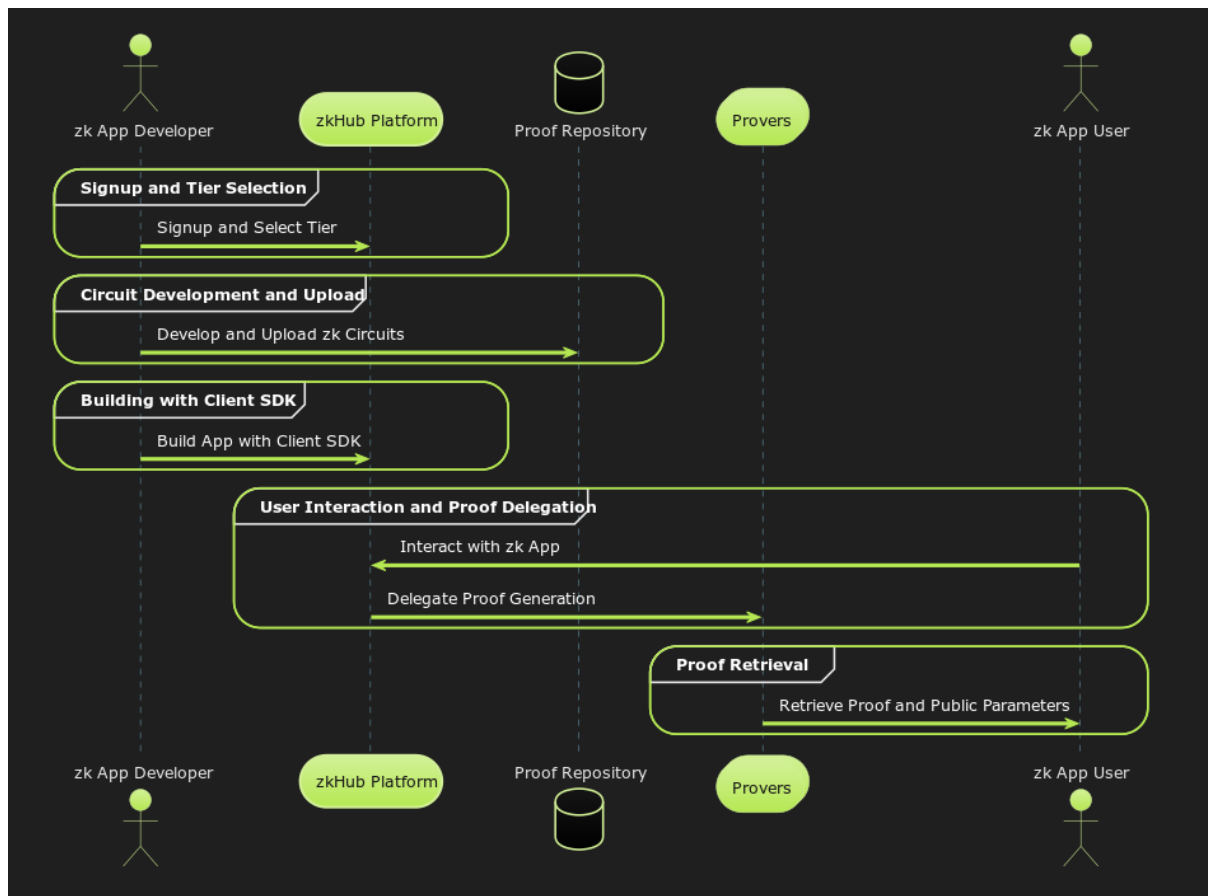 zk App Developer
zkHub Platform
Proof Repository
Provers
zk App User
Signup and Tier Selection
Signup and Select Tier
Circuit Development and Upload
Develop and Upload zk Circuits
Building with Client SDK
Build App with Client SDK
User Interaction and Proof Delegation
Interact with zk App
Delegate Proof Generation
Proof Retrieval
Retrieve Proof and Public Parameters
zk App Developer
zkHub Platform
Proof Repository
Provers
zk App User